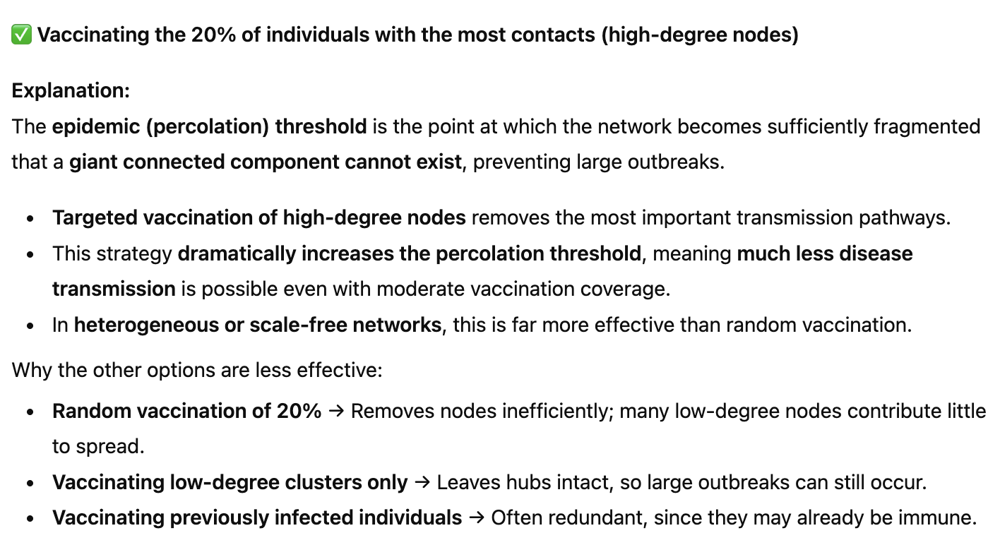 ✅ Vaccinating the 20% of individuals with the most contacts (high-degree nodes)
Explanation:
The epidemic (percolation) threshold is the point at which the network becomes sufficiently fragmented
that a giant connected component cannot exist, preventing large outbreaks.
• Targeted vaccination of high-degree nodes removes the most important transmission pathways.
• This strategy dramatically increases the percolation threshold, meaning much less disease
transmission is possible even with moderate vaccination coverage.
• In heterogeneous or scale-free networks, this is far more effective than random vaccination.
Why the other options are less effective:
• Random vaccination of 20% → Removes nodes inefficiently; many low-degree nodes contribute little
to spread.
• Vaccinating low-degree clusters only → Leaves hubs intact, so large outbreaks can still occur.
• Vaccinating previously infected individuals → Often redundant, since they may already be immune.